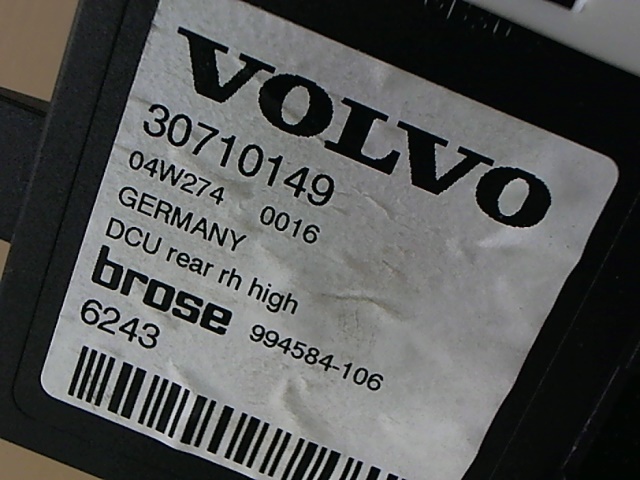 VOLVO
30710149
04W274 0016
GERMANY
DCU rear rh high
brose 994584-106
6243